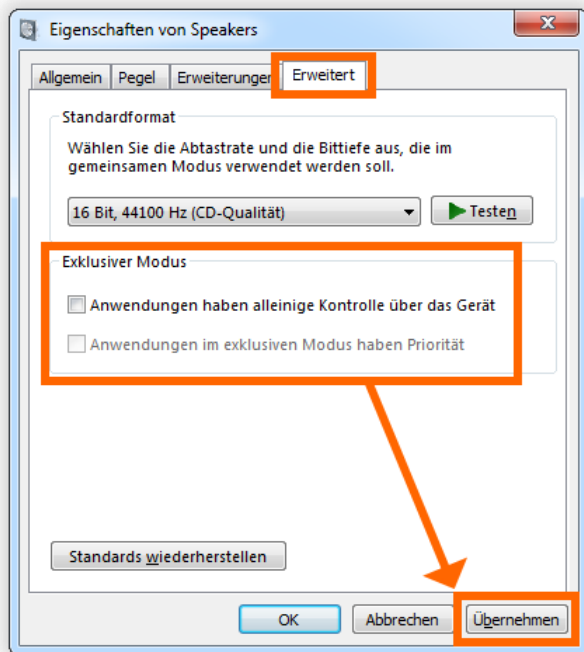 Eigenschaften von Speakers
Allgemein Pegel Erweiterungen Erweitert
Standardformat
Wählen Sie die Abtastrate und die Bittiefe aus, die im
gemeinsamen Modus verwendet werden soll.
16 Bit, 44100 Hz (CD-Qualität) Testen
Exklusiver Modus
Anwendungen haben alleinige Kontrolle über das Gerät
Anwendungen im exklusiven Modus haben Priorität
Standards wiederherstellen
OK Abbrechen Übernehmen